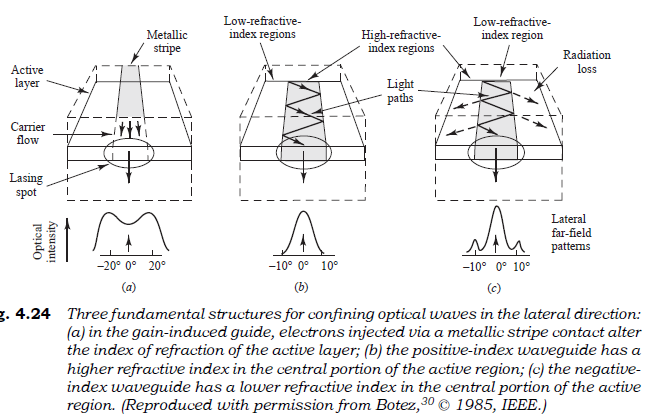 Metallic
stripe
Active
layer
Carrier
flow
Lasing
spot
Optical
intensity
–20° 0° 20°
(a)
Low-refractive-
index regions
High-refractive-
index regions
Light
paths
–10° 0° 10°
(b)
Low-refractive-
index region
Radiation
loss
Lateral
far-field
patterns
–10° 0° 10°
(c)
g. 4.24 Three fundamental structures for confining optical waves in the lateral direction:
(a) in the gain-induced guide, electrons injected via a metallic stripe contact alter
the index of refraction of the active layer; (b) the positive-index waveguide has a
higher refractive index in the central portion of the active region; (c) the negative-
index waveguide has a lower refractive index in the central portion of the active
region. (Reproduced with permission from Botez,³⁰ © 1985, IEEE.)